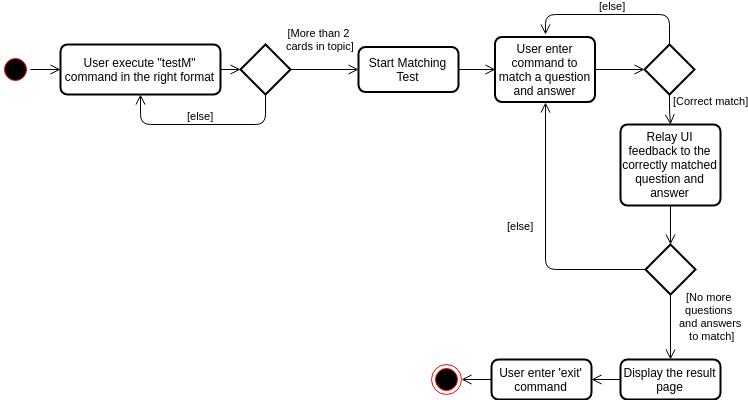 User execute "testM"
command in the right format
[else]
[More than 2
cards in topic]
Start Matching
Test
User enter
command to
match a question
and answer
[else]
[Correct match]
Relay UI
feedback to the
correctly matched
question and
answer
[else]
[No more
questions
and answers
to match]
Display the result
page
User enter 'exit'
command